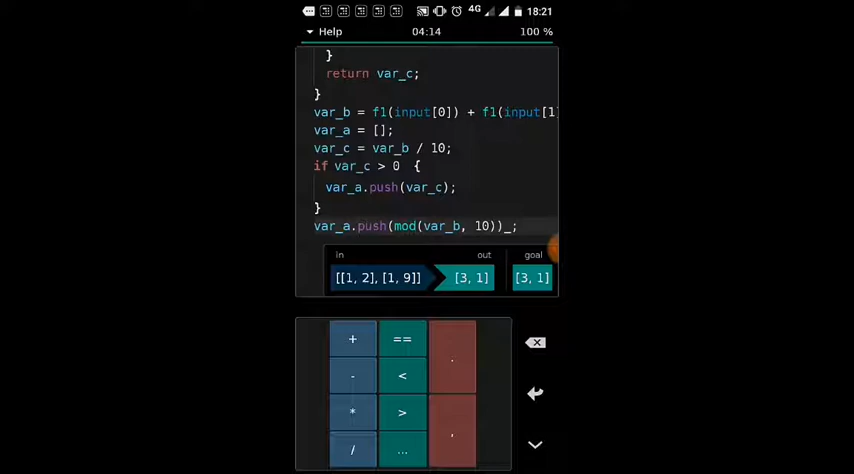 4G 18:21
Help 04:14 100 %
}
return var_c;
}
var_b = f1(input[0]) + f1(input[1]
var_a = [];
var_c = var_b / 10;
if var_c > 0 {
var_a.push(var_c);
}
var_a.push(mod(var_b, 10))_;
in out goal
[[1, 2], [1, 9]] [3, 1] [3, 1]
+ == .
- <
* > ,
/ ...